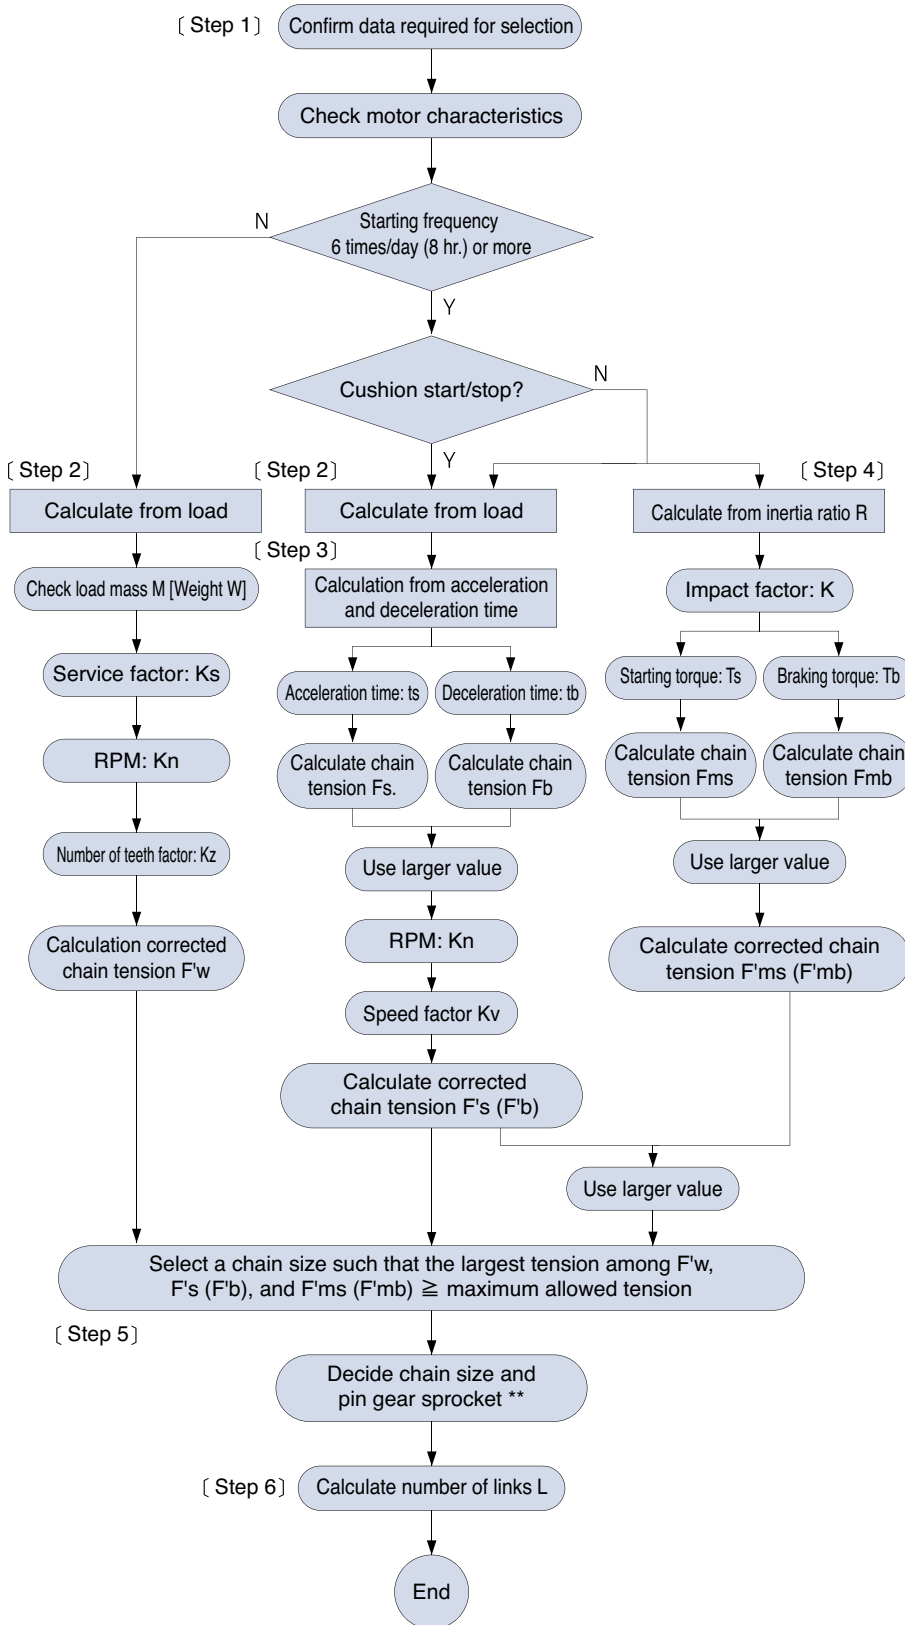 〔 Step 1〕
Confirm data required for selection
Check motor characteristics
N
Starting frequency
6 times/day (8 hr.) or more
Y
Cushion start/stop?
N
Y
〔 Step 2〕
〔 Step 2〕
〔 Step 4〕
Calculate from load
Calculate from load
Calculate from inertia ratio R
〔 Step 3〕
Check load mass M [Weight W]
Calculation from acceleration
and deceleration time
Impact factor: K
Service factor: Ks
Acceleration time: ts
Deceleration time: tb
Starting torque: Ts
Braking torque: Tb
RPM: Kn
Calculate chain
tension Fs.
Calculate chain
tension Fb
Calculate chain
tension Fms
Calculate chain
tension Fmb
Number of teeth factor: Kz
Use larger value
Use larger value
Calculation corrected
chain tension F'w
RPM: Kn
Calculate corrected chain
tension F'ms (F'mb)
Speed factor Kv
Calculate corrected
chain tension F's (F'b)
Use larger value
Select a chain size such that the largest tension among F'w,
F's (F'b), and F'ms (F'mb) ≧ maximum allowed tension
〔 Step 5〕
Decide chain size and
pin gear sprocket **
〔 Step 6〕
Calculate number of links L
End